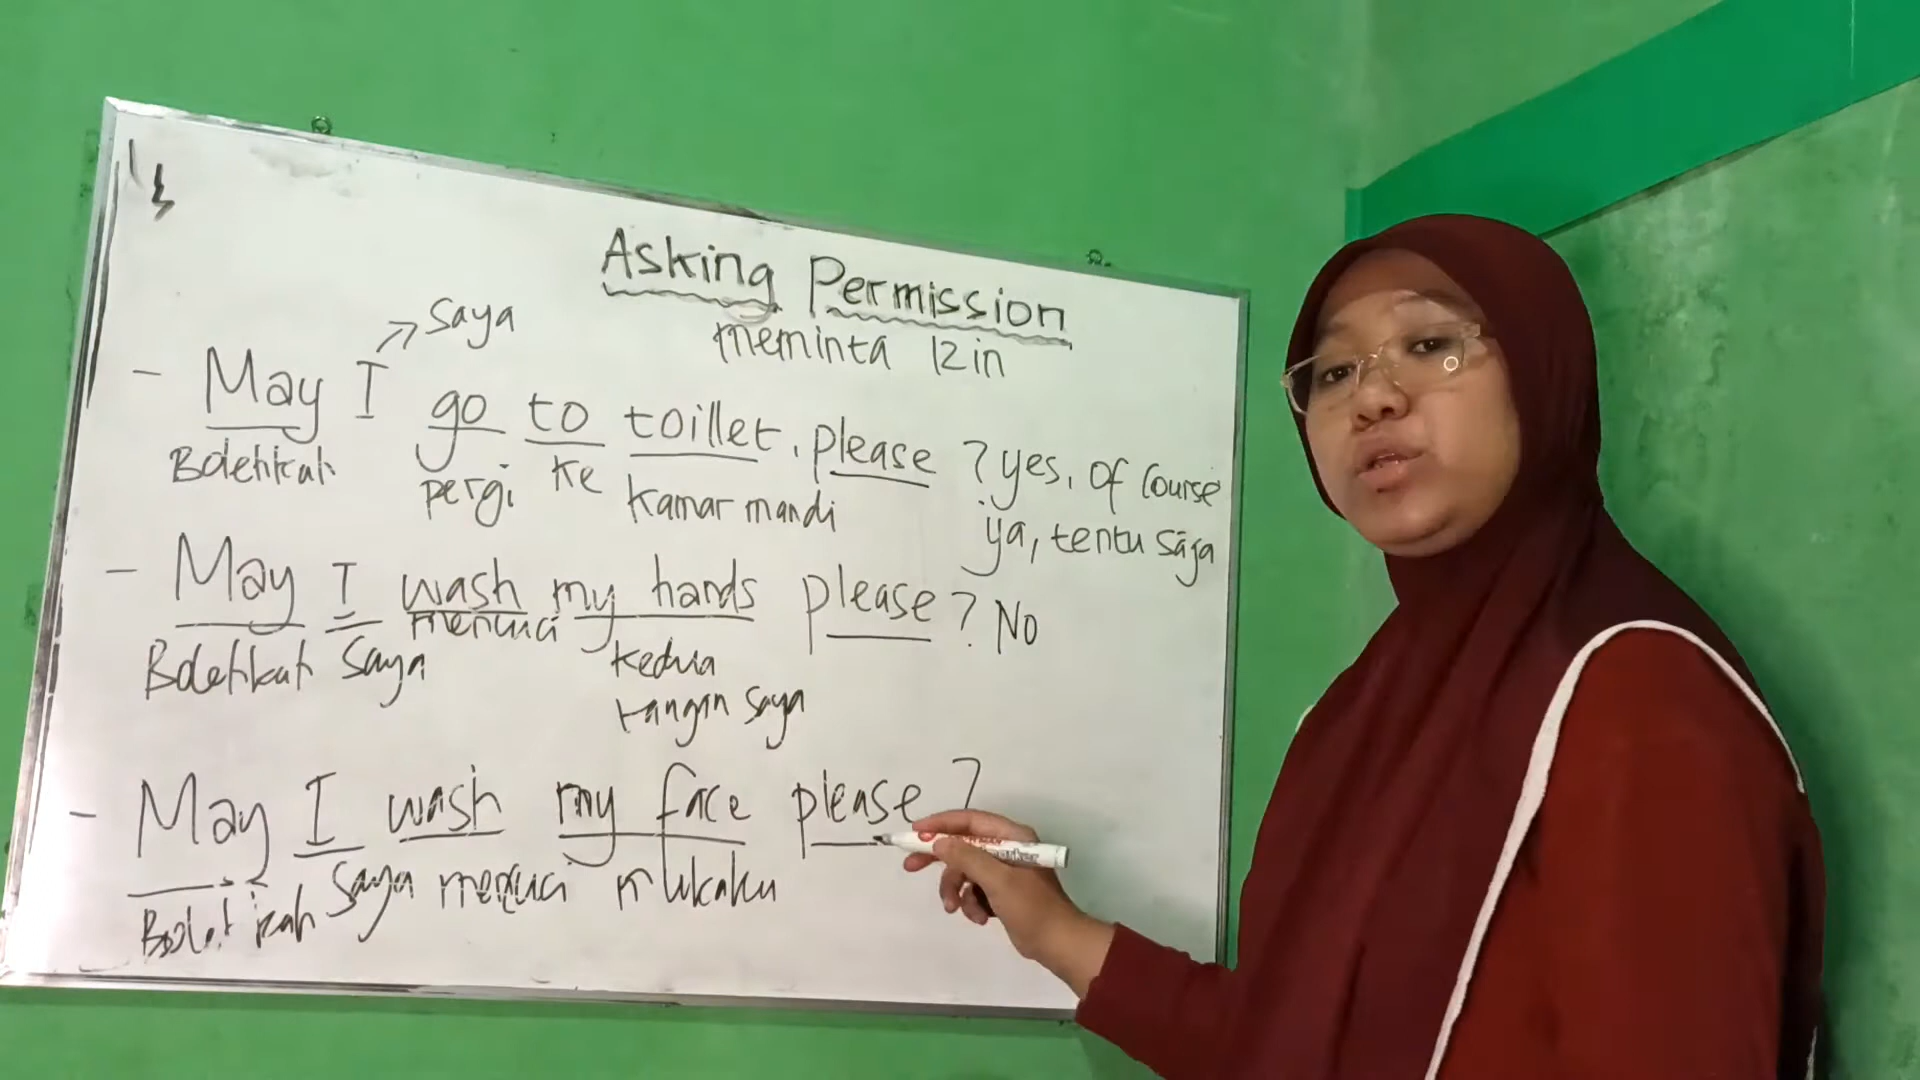 Asking Permission
meminta izin
saya
- May I go to toillet, please ? yes, Of Course
Bolehkah pergi ke kamar mandi ya, tentu saja
- May I wash my hands please ? No
Bolehkah saya mencuci kedua
tangan saya
- May I wash my face please ?
Bolehkah saya mencuci mukaku